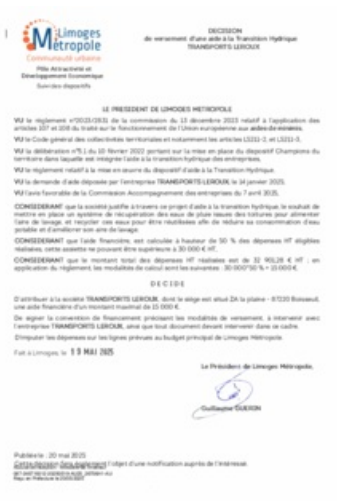 Limoges
Métropole
Communauté urbaine
Pôle Attractivité et
Développement Economique
Suivi des dispositifs
DECISION
de versement d'une aide à la Transition Hydrique
TRANSPORTS LEROUX
LE PRESIDENT DE LIMOGES METROPOLE
VU le règlement n°2023/2831 de la commission du 13 décembre 2023 relatif à l'application des
articles 107 et 108 du traité sur le fonctionnement de l'Union européenne aux aides de minimis,
VU le Code général des collectivités territoriales et notamment les articles L5211-2, et L5211-3,
VU la délibération n°5.1 du 10 février 2022 portant sur la mise en place du dispositif Champions du
territoire dans laquelle est intégrée l'aide à la transition hydrique des entreprises,
VU le règlement relatif à la mise en œuvre du dispositif d'aide à la Transition Hydrique,
VU la demande d'aide déposée par l'entreprise TRANSPORTS LEROUX, le 14 janvier 2025,
VU l'avis favorable de la Commission Accompagnement des entreprises du 7 avril 2025,
CONSIDERANT que la société justifie à travers ce projet d'aide à la transition hydrique, le souhait de
mettre en place un système de récupération des eaux de pluie issues des toitures pour alimenter
l'aire de lavage, et recycler ces eaux pour être réutilisées afin de réduire sa consommation d'eau
potable et d'améliorer son aire de lavage.
CONSIDERANT que l'aide financière, est calculée à hauteur de 50 % des dépenses HT éligibles
réalisées, cette assiette ne pouvant être supérieure à 30 000 € HT,
CONSIDERANT que le montant total des dépenses HT réalisées est de 32 901,28 € HT ; en
application du règlement, les modalités de calcul sont les suivantes : 30 000*50 % = 15 000 €.
D E C I D E
D'attribuer à la société TRANSPORTS LEROUX, dont le siège est situé ZA la plaine - 87220 Boisseuil,
une aide financière d'un montant maximal de 15 000 €.
De signer la convention de financement précisant les modalités de versement, à intervenir avec
l'entreprise TRANSPORTS LEROUX, ainsi que tout document devant intervenir dans ce cadre.
D'imputer les dépenses sur les lignes prévues au budget principal de Limoges Métropole.
Fait à Limoges, le 19 MAI 2025
Le Président de Limoges Métropole,
Guillaume GUERIN
Publiée le : 20 mai 2025
Cette décision fera également l'objet d'une notification auprès de l'intéressé.